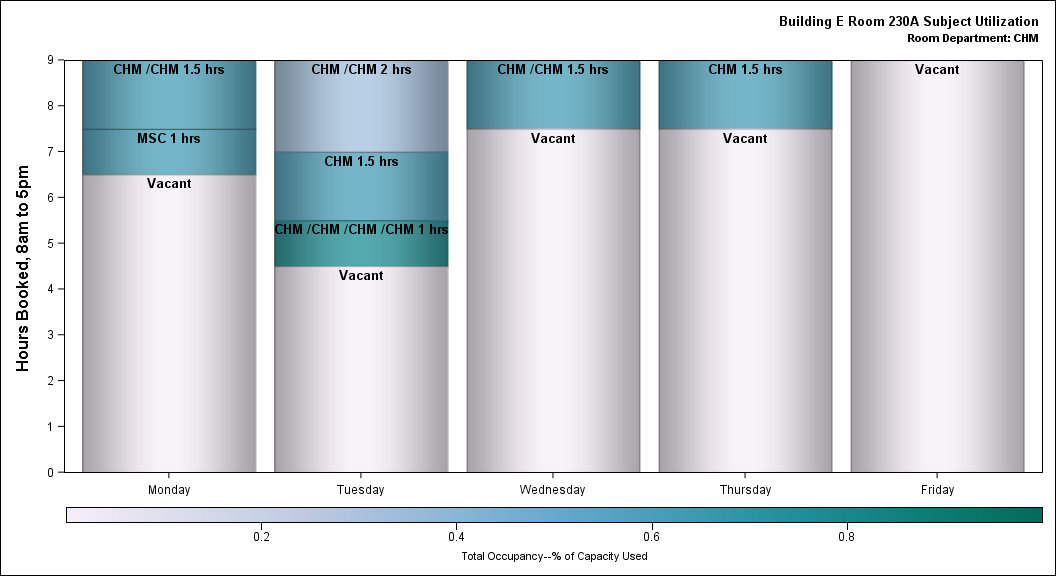 Building E Room 230A Subject Utilization
Room Department: CHM
Hours Booked, 8am to 5pm
9
8
7
6
5
4
3
2
1
0
CHM /CHM 1.5 hrs
MSC 1 hrs
Vacant
CHM /CHM 2 hrs
CHM 1.5 hrs
CHM /CHM /CHM /CHM 1 hrs
Vacant
CHM /CHM 1.5 hrs
Vacant
CHM 1.5 hrs
Vacant
Vacant
Monday Tuesday Wednesday Thursday Friday
0.2 0.4 0.6 0.8
Total Occupancy--% of Capacity Used